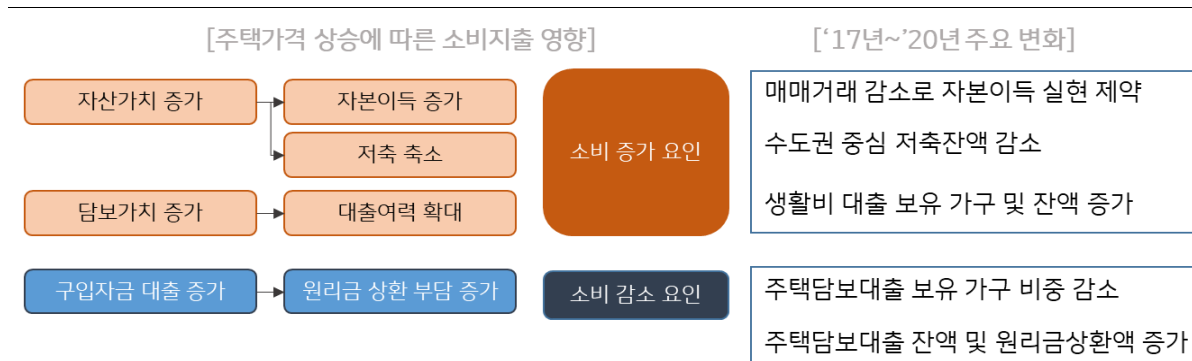 [주택가격 상승에 따른 소비지출 영향]
[‘17년~’20년 주요 변화]
자산가치 증가
자본이득 증가
저축 축소
담보가치 증가
대출여력 확대
소비 증가 요인
매매거래 감소로 자본이득 실현 제약
수도권 중심 저축잔액 감소
생활비 대출 보유 가구 및 잔액 증가
구입자금 대출 증가
원리금 상환 부담 증가
소비 감소 요인
주택담보대출 보유 가구 비중 감소
주택담보대출 잔액 및 원리금상환액 증가